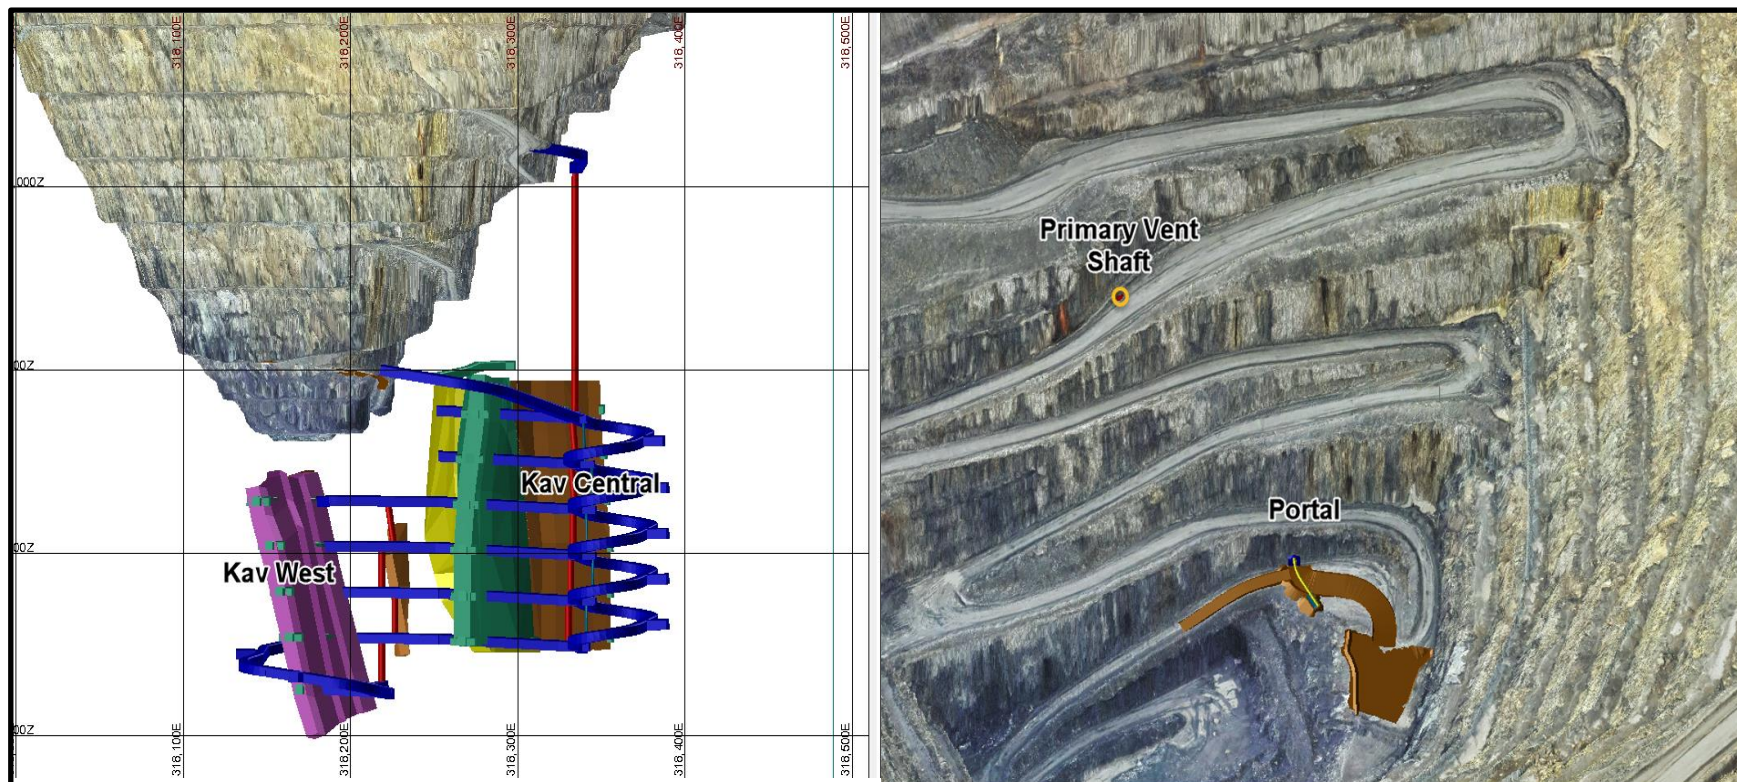 318,100E
318,200E
318,300E
318,400E
318,500E
000Z
00Z
Kav Central
00Z
Kav West
00Z
318,100E
318,200E
318,300E
318,400E
318,500E
Primary Vent
Shaft
Portal